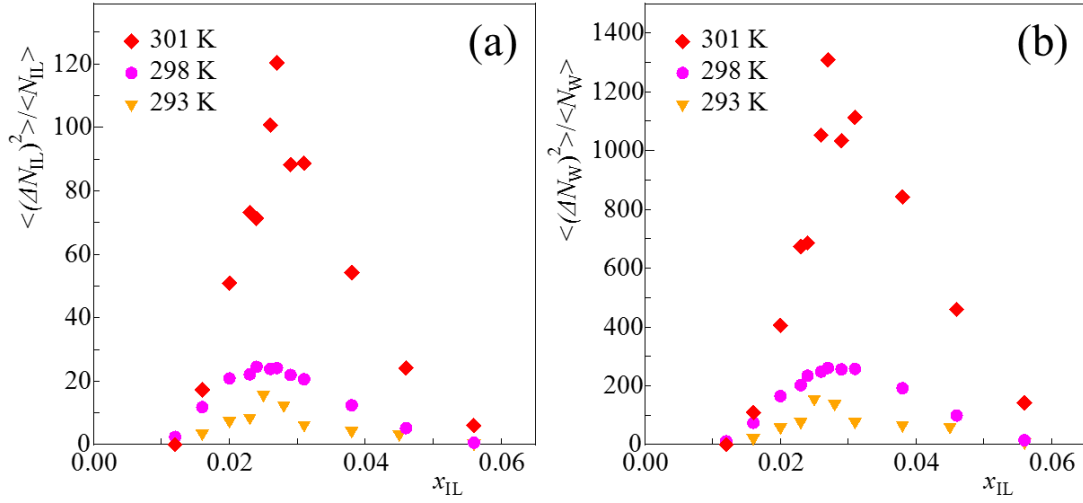 (a)
301 K
298 K
293 K
<(ΔN_IL)^2>/<N_IL>
120
100
80
60
40
20
0
0.00
0.02
0.04
0.06
x_IL
(b)
301 K
298 K
293 K
<(ΔN_W)^2>/<N_W>
1400
1200
1000
800
600
400
200
0
0.00
0.02
0.04
0.06
x_IL